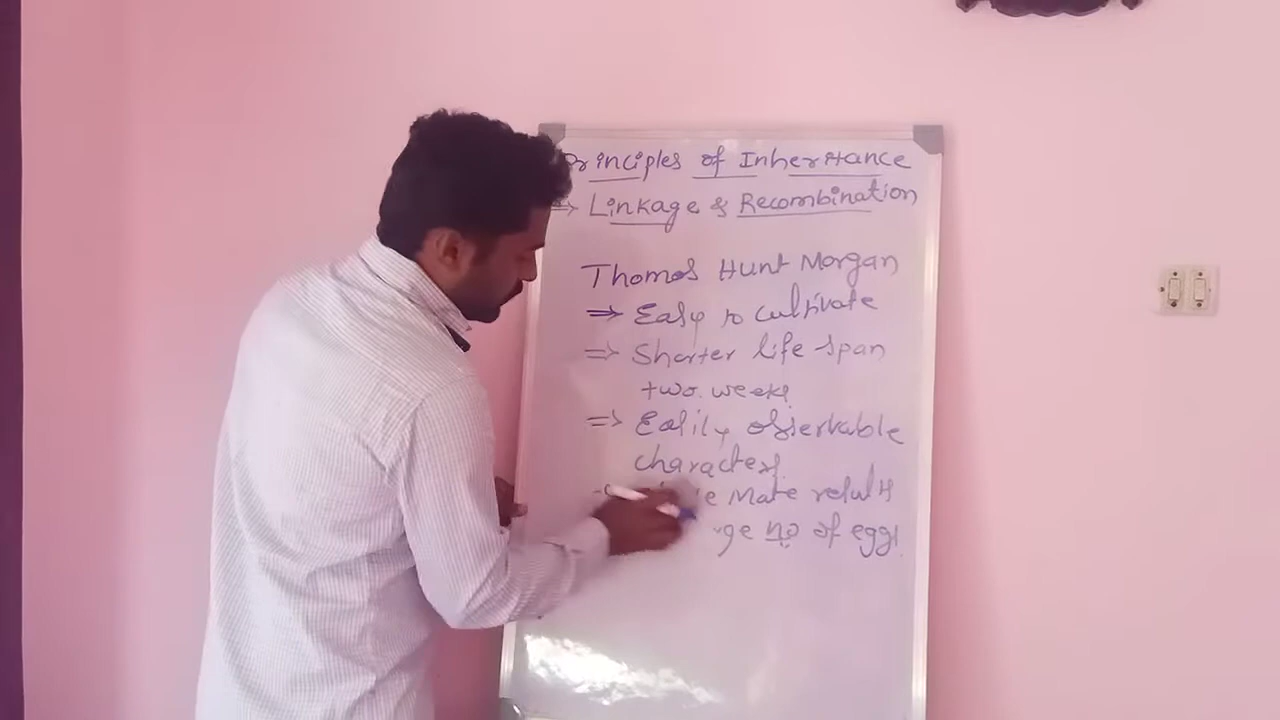 Principles of Inheritance
⇒ Linkage & Recombination
Thomas Hunt Morgan
⇒ Easy to cultivate
⇒ Shorter life span
two weeks
⇒ Easily observable
characters
Mate results
no of eggs